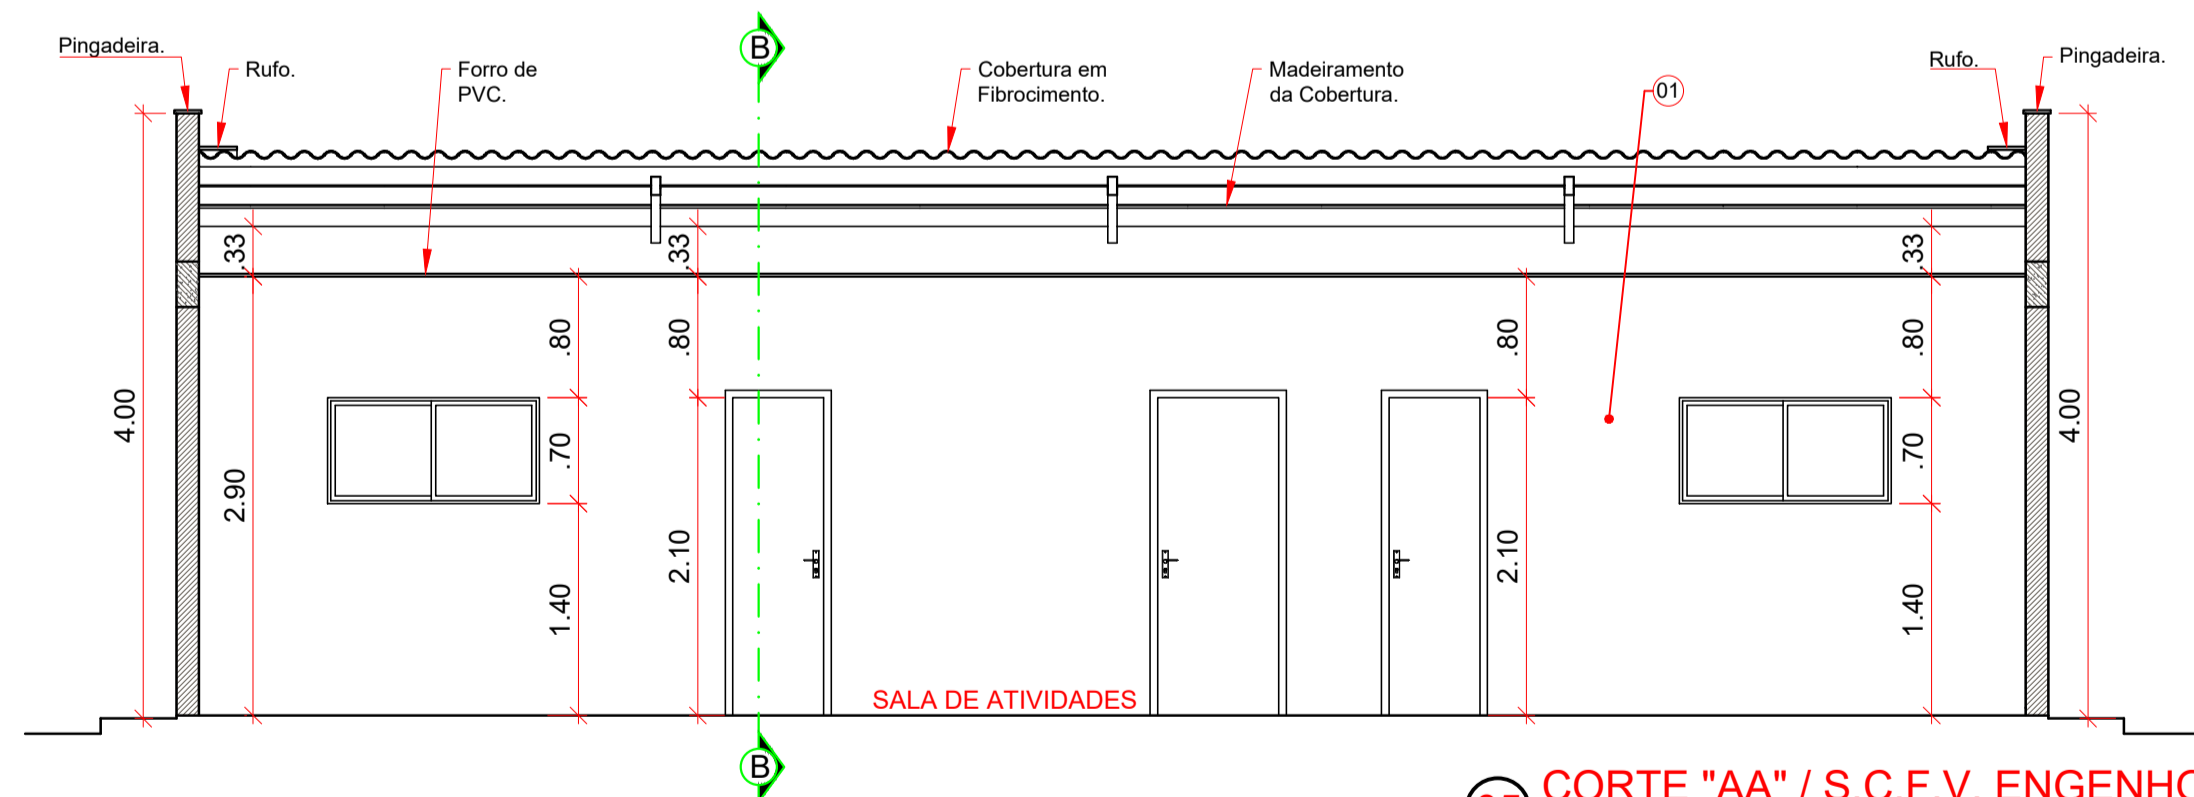 Pingadeira.
Rufo.
Forro de
PVC.
B
Cobertura em
Fibrocimento.
Madeiramento
da Cobertura.
01
Rufo.
Pingadeira.
.33
.33
.33
.80
.80
.80
.80
4.00
2.90
.70
1.40
2.10
2.10
.70
1.40
4.00
SALA DE ATIVIDADES
B
CORTE "AA" / S.C.F.V. ENGENHO